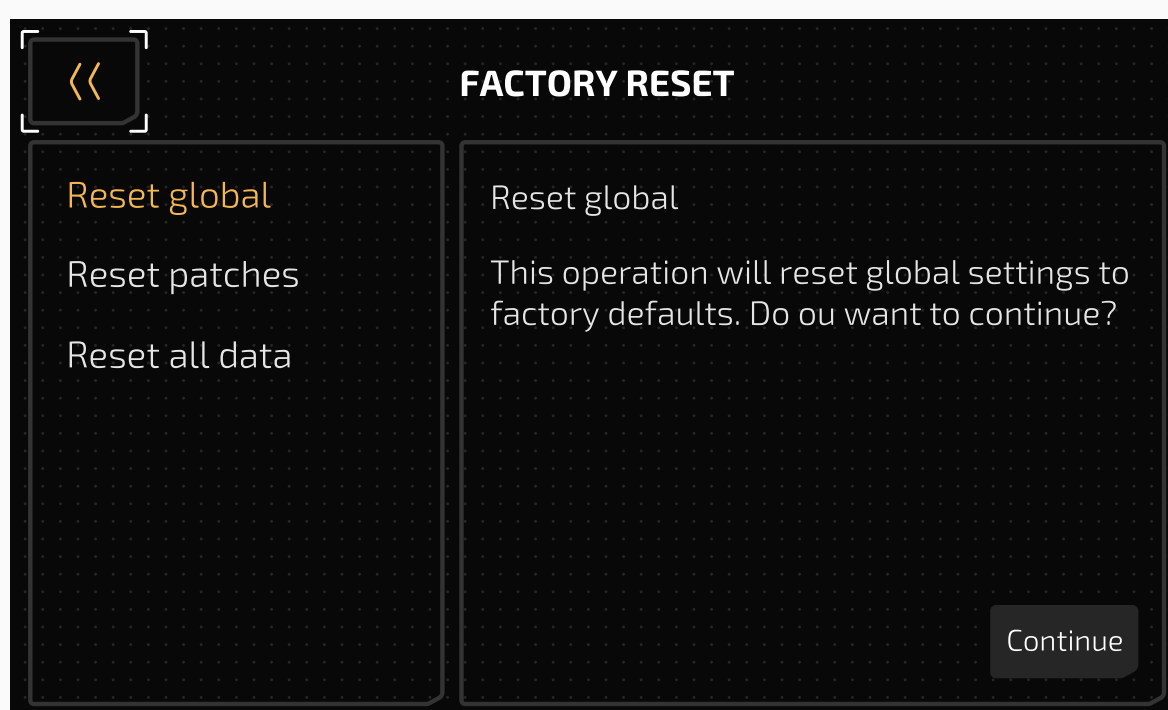 FACTORY RESET
Reset global
Reset patches
Reset all data
Reset global
This operation will reset global settings to
factory defaults. Do ou want to continue?
Continue